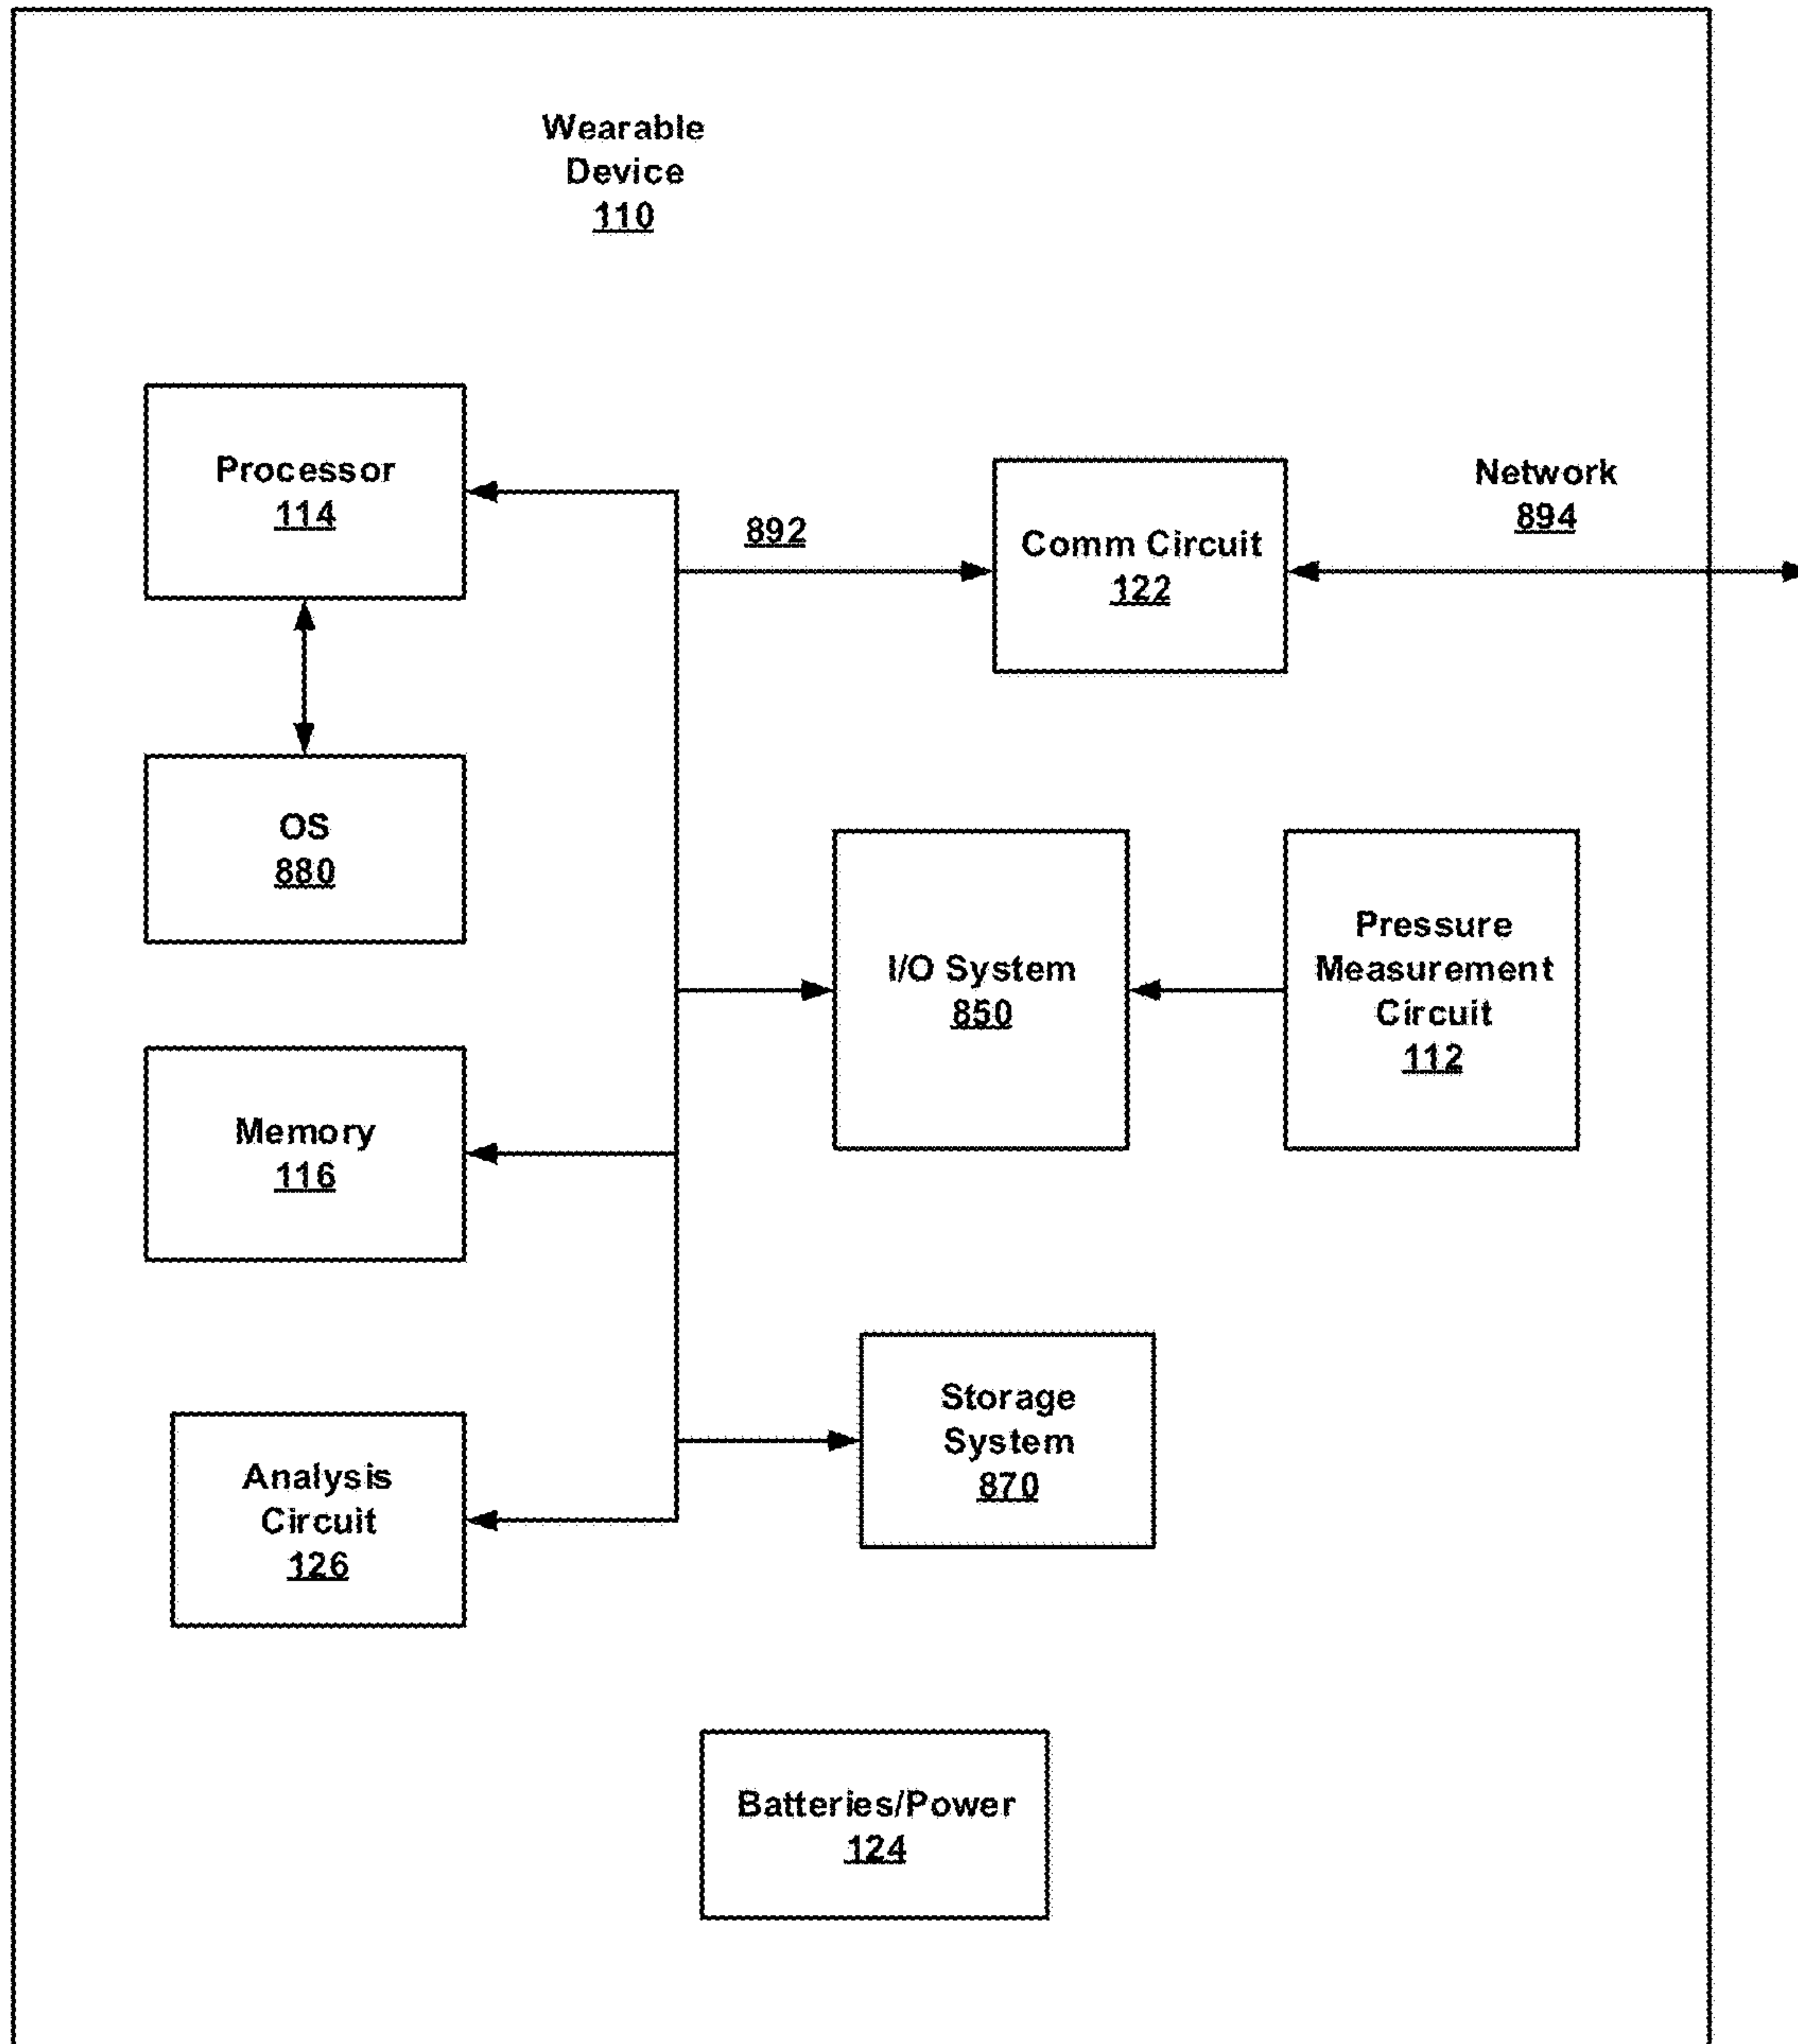 Wearable
Device
110
Processor
114
892
Comm Circuit
122
Network
894
OS
880
I/O System
850
Pressure
Measurement
Circuit
112
Memory
116
Storage
System
870
Analysis
Circuit
126
Batteries/Power
124